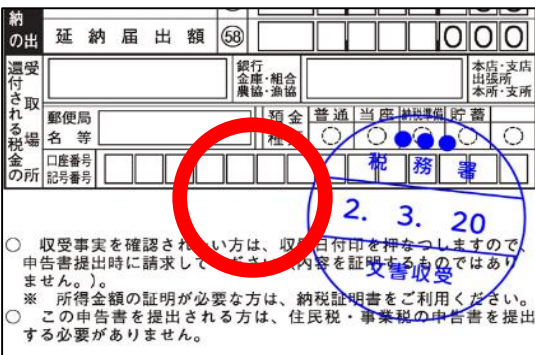 納の出
延納届出額 58 000
還付される税金の
受取場所
銀行
金庫・組合
農協・漁協
本店・支店
出張所
本所・支所
郵便局
名等
預金
種
普通 当座 納税準備 貯蓄
口座番号
記号番号
●●●
税務署
2. 3. 20
文書収受
○ 収受事実を確認され い方は、収 日付印を押なつしますので、
申告書提出時に請求して ださい 内容を証明するものではあり
ません。)。
※ 所得金額の証明が必要な方は、納税証明書をご利用ください。
○ この申告書を提出される方は、住民税・事業税の申告書を提出
する必要がありません。